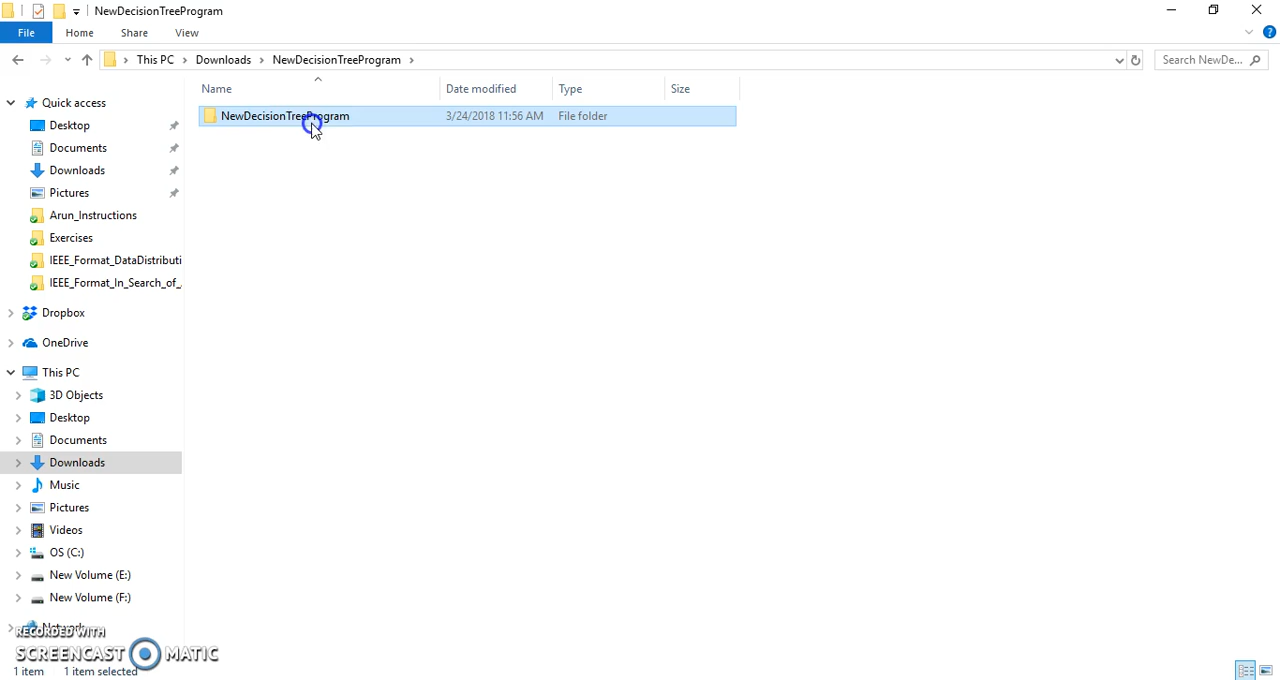 NewDecisionTreeProgram
File Home Share View
This PC Downloads NewDecisionTreeProgram Search NewDe...
Name Date modified Type Size
NewDecisionTreeProgram 3/24/2018 11:56 AM File folder
Quick access
Desktop
Documents
Downloads
Pictures
Arun_Instructions
Exercises
IEEE_Format_DataDistributi
IEEE_Format_In_Search_of_.
Dropbox
OneDrive
This PC
3D Objects
Desktop
Documents
Downloads
Music
Pictures
Videos
OS (C:)
New Volume (E:)
New Volume (F:)
Network
RECORDED WITH
SCREENCAST MATIC
1 item 1 item selected